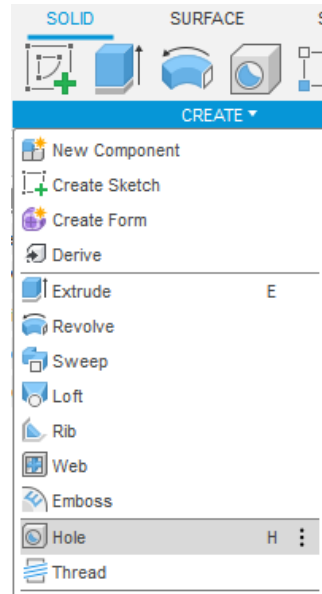 SOLID SURFACE
CREATE ▾
New Component
Create Sketch
Create Form
Derive
Extrude E
Revolve
Sweep
Loft
Rib
Web
Emboss
Hole H
Thread